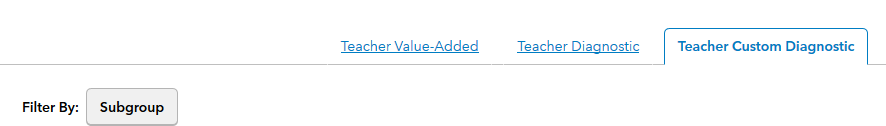 Teacher Value-Added Teacher Diagnostic Teacher Custom Diagnostic
Filter By: Subgroup